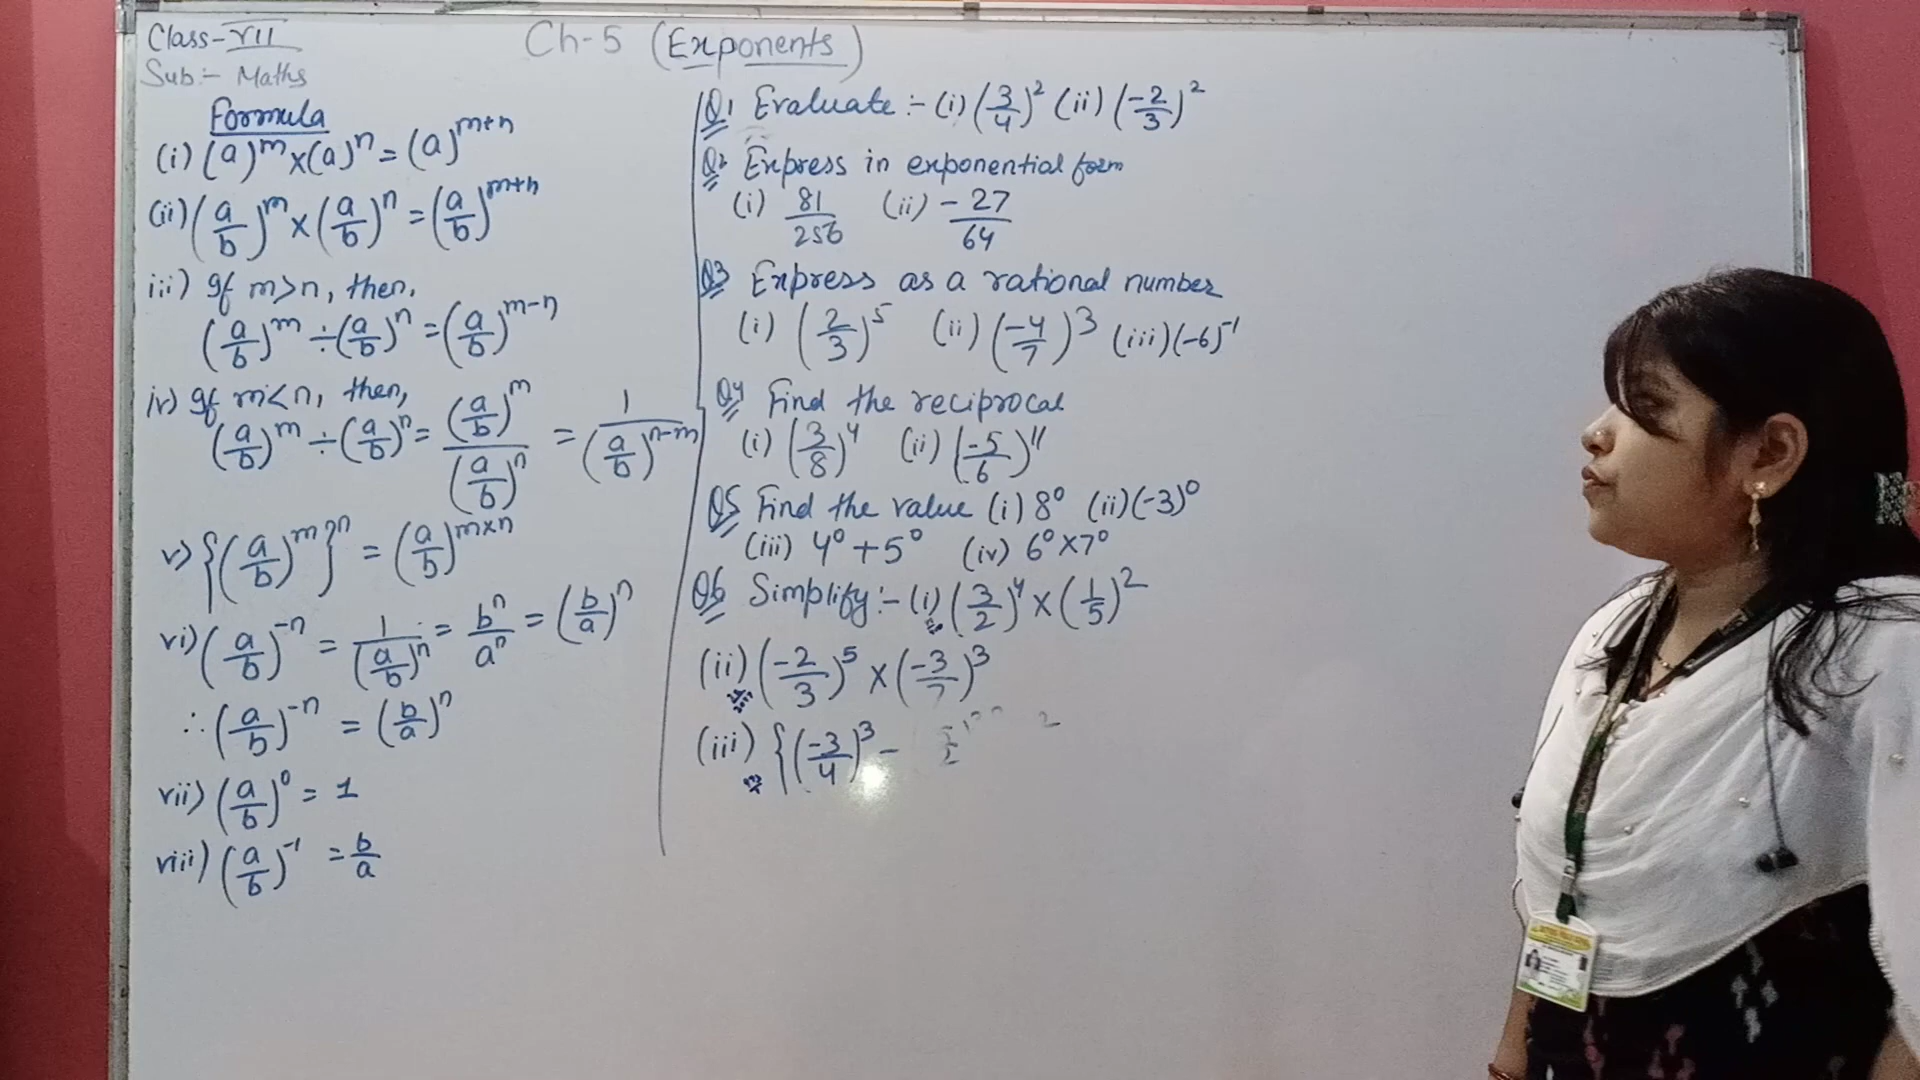 Class-VII
Sub:- Maths
Ch-5 (Exponents)
Formula
(i) (a)^m×(a)^n = (a)^m+n
(ii) (a/b)^m × (a/b)^n = (a/b)^m+n
iii) If m>n, then,
(a/b)^m ÷ (a/b)^n = (a/b)^m-n
iv) If m<n, then,
(a/b)^m ÷ (a/b)^n = (a/b)^m/(a/b)^n = 1/(a/b)^n-m
v) {(a/b)^m}^n = (a/b)^m×n
vi) (a/b)^-n = 1/(a/b)^n = b^n/a^n = (b/a)^n
∴ (a/b)^-n = (b/a)^n
vii) (a/b)^0 = 1
viii) (a/b)^-1 = b/a
Q1 Evaluate:- (i) (3/4)^2 (ii) (-2/3)^2
Q2 Express in exponential form
(i) 81/256 (ii) -27/64
Q3 Express as a rational number
(i) (2/3)^5 (ii) (-4/7)^3 (iii) (-6)^-1
Q4 Find the reciprocal
(i) (3/8)^4 (ii) (-5/6)^11
Q5 Find the value (i) 8^0 (ii) (-3)^0
(iii) 4^0+5^0 (iv) 6^0×7^0
Q6 Simplify:- (i) (3/2)^4 × (1/5)^2
(ii) (-2/3)^5 × (-3/7)^3
(iii) {(-3/4)^3 -